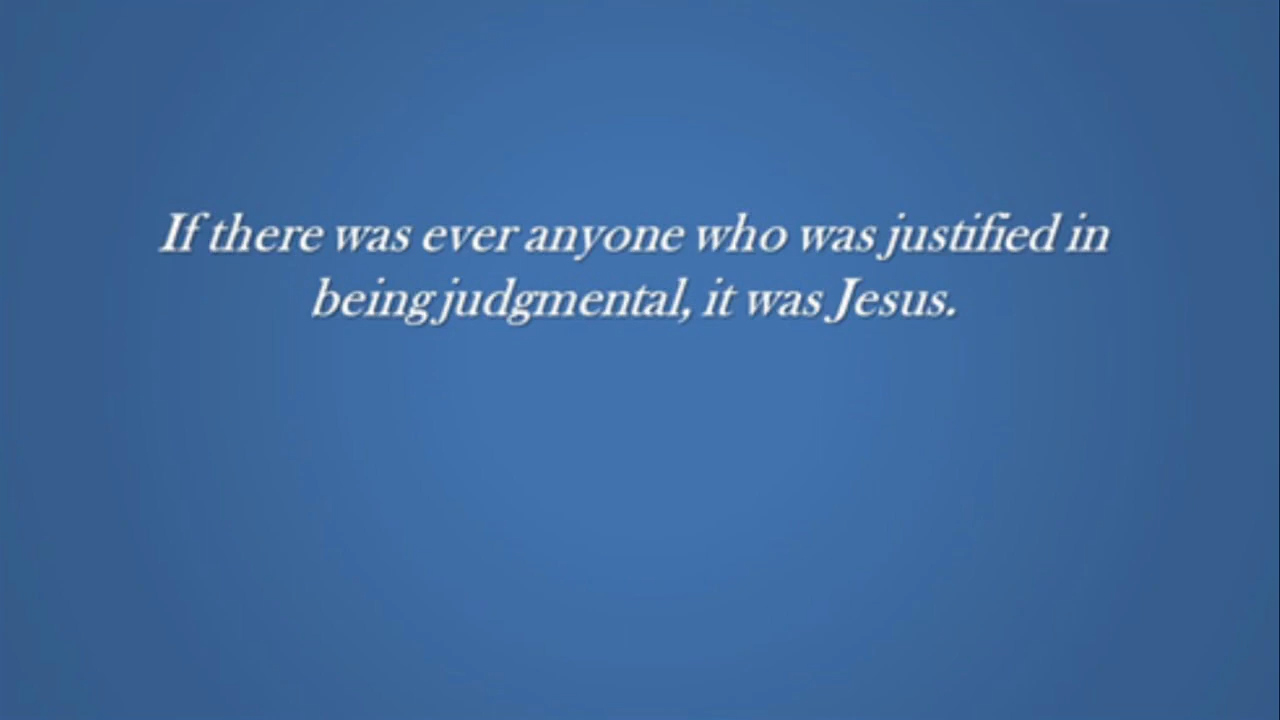 If there was ever anyone who was justified in
being judgmental, it was Jesus.